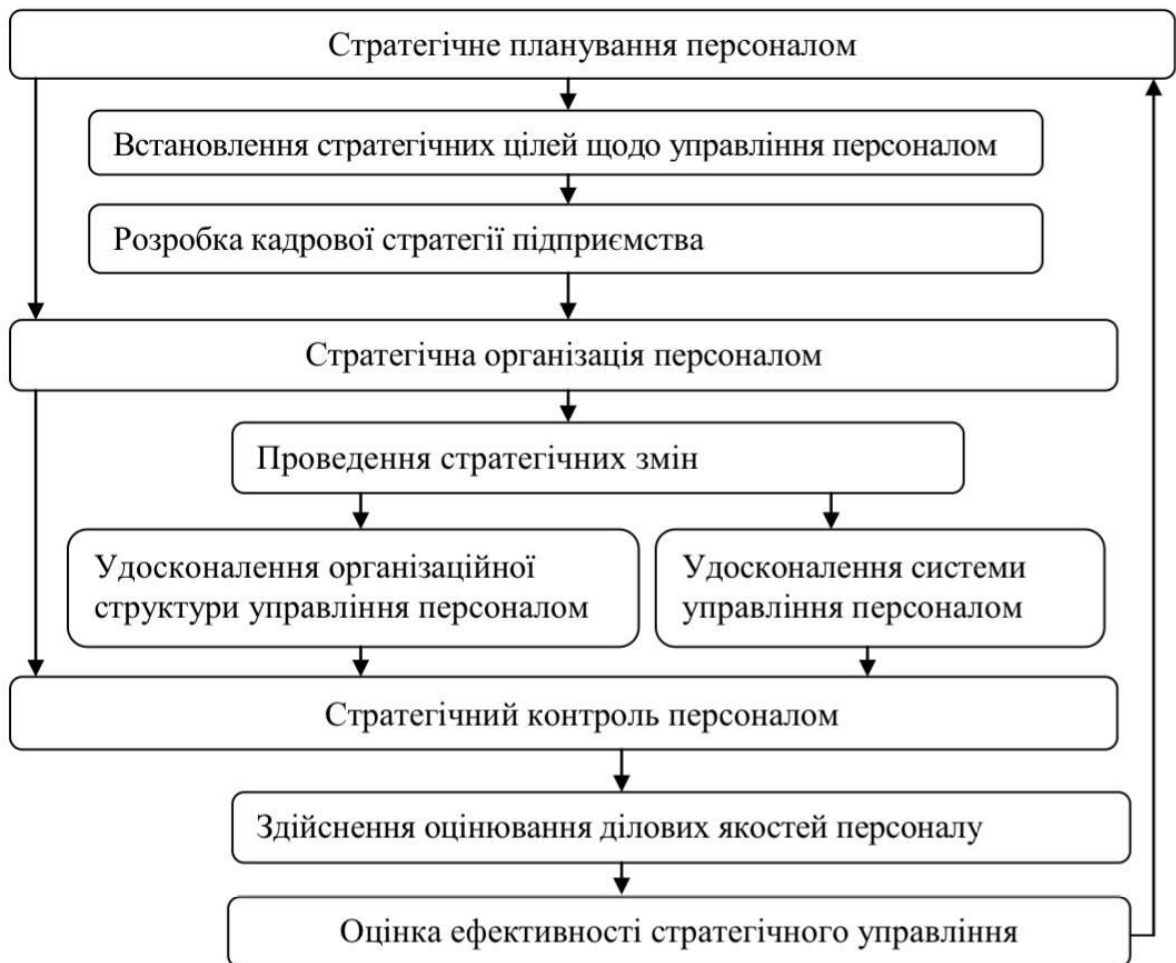 Стратегічне планування персоналом
Встановлення стратегічних цілей щодо управління персоналом
Розробка кадрової стратегії підприємства
Стратегічна організація персоналом
Проведення стратегічних змін
Удосконалення організаційної
структури управління персоналом
Удосконалення системи
управління персоналом
Стратегічний контроль персоналом
Здійснення оцінювання ділових якостей персоналу
Оцінка ефективності стратегічного управління